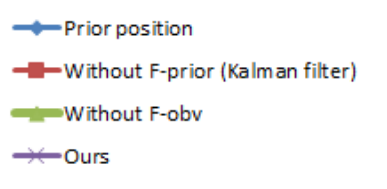 Prior position
Without F-prior (Kalman filter)
Without F-obv
Ours